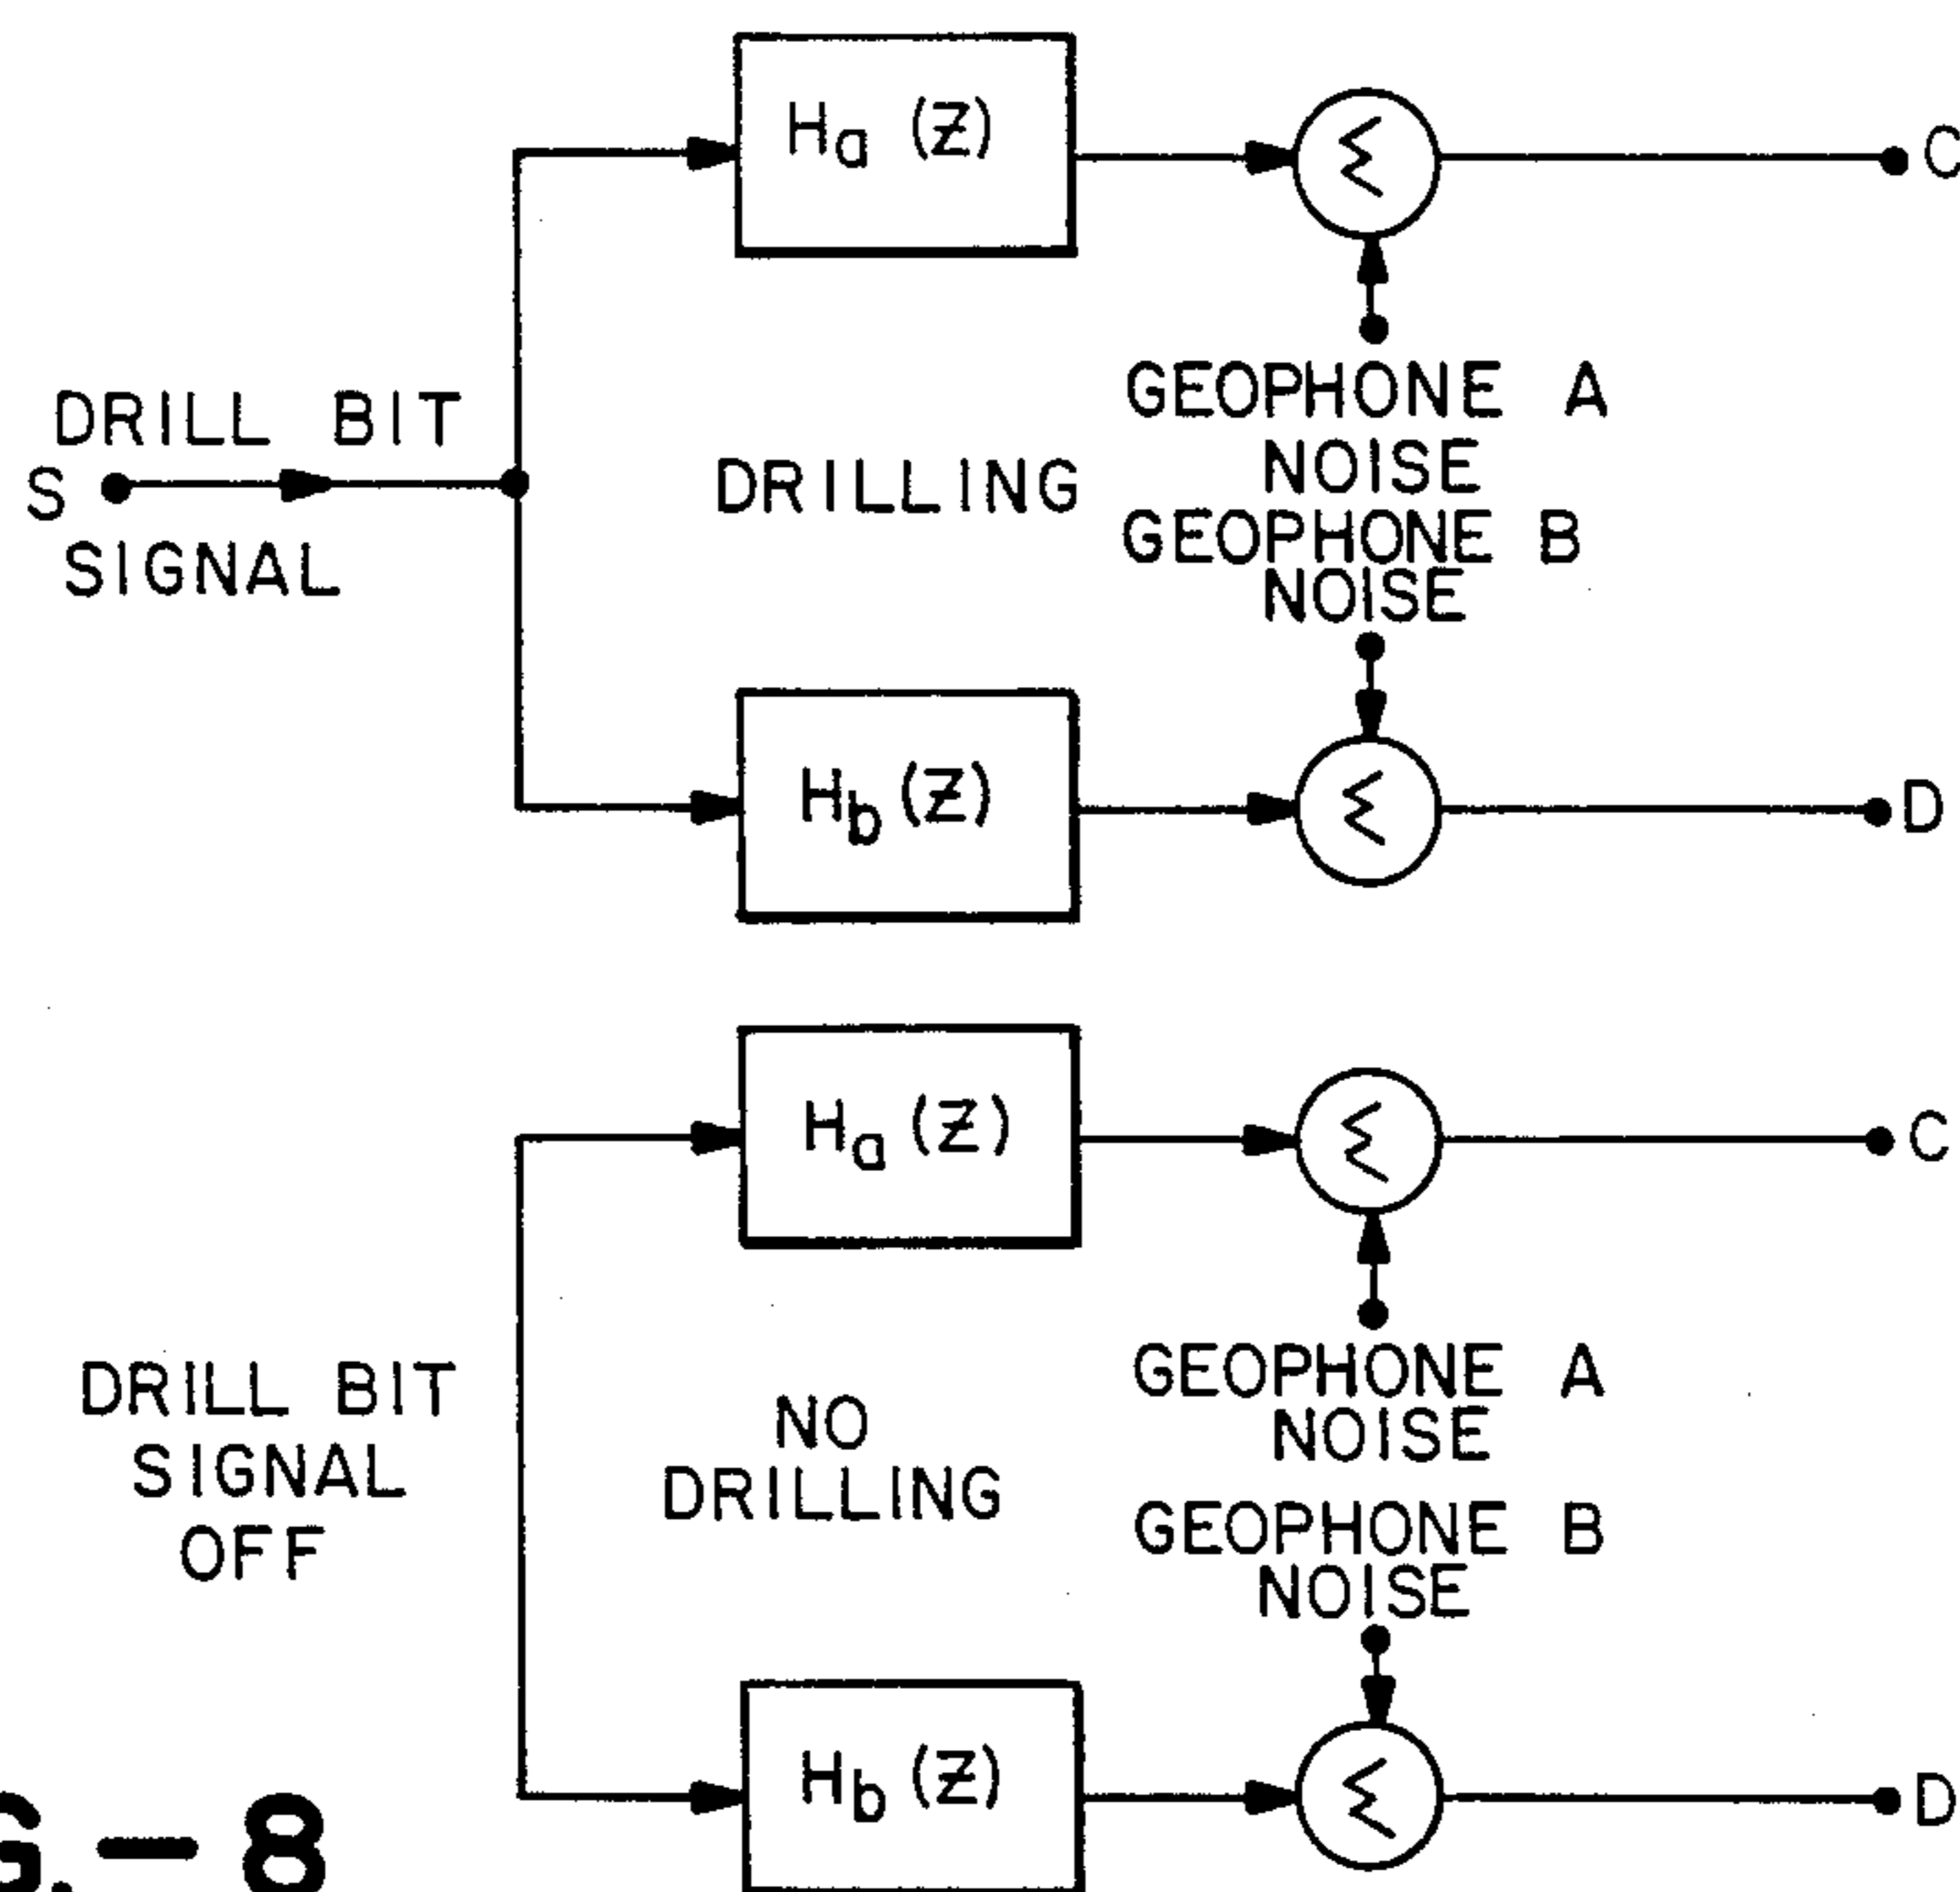 Ha (Z)
Σ
C
DRILL BIT
S
SIGNAL
DRILLING
GEOPHONE A
NOISE
GEOPHONE B
NOISE
Hb (Z)
Σ
D
Ha (Z)
Σ
C
DRILL BIT
SIGNAL
OFF
NO
DRILLING
GEOPHONE A
NOISE
GEOPHONE B
NOISE
Hb (Z)
Σ
D
G.-8